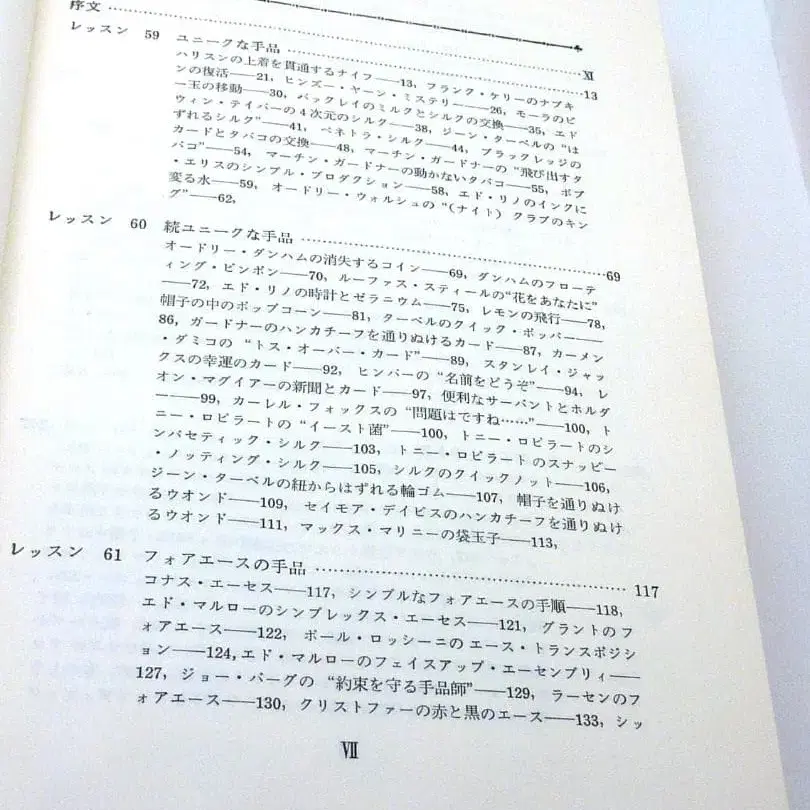 序文
XI
レッスン 59 ユニークな手品 13
ハリスンの上着を貫通するナイフ——13, フランク・ケリーのナプキ
ンの復活——21, ヒンズー・ヤーン・ミステリー——26, モーラのビ
ー玉の移動——30, バックレイのミルクとシルクの交換——35, エド
ウィン・テイバーの4次元のシルク——38, ジーン・ターベルの“は
ずれるシルク”——41, ペネトラ・シルク——44, ブラックレッジの
カードとタバコの交換——48, マーチン・ガードナーの“飛び出すタ
バコ”——54, マーチン・ガードナーの動かないタバコ——55, ボブ
・エリスのシンプル・プロダクション——58, エド・リノのインクに
変る水——59, オードリー・ウォルシュの“(ナイト) クラブのキン
グ”——62,
レッスン 60 続ユニークな手品 69
オードリー・ダンハムの消失するコイン——69, ダンハムのフローテ
ィング・ピンポン——70, ルーファス・スティールの“花をあなたに”
——72, エド・リノの時計とゼラニウム——75, レモンの飛行——78,
帽子の中のポップコーン——81, ターベルのクイック・ポッパー——
86, ガードナーのハンカチーフを通りぬけるカード——87, カーメン
・ダミコの “トス・オーバー・カード”——89, スタンレイ・ジャッ
クスの幸運のカード——92, ヒンバーの “名前をどうぞ”——94, レ
オン・マグイアーの新聞とカード——97, 便利なサーバントとホルダ
ー——99, カーレル・フォックスの “問題はですね……”——100, ト
ニー・ロピラートの “イースト菌”——100, トニー・ロピラートのシ
ンパセティック・シルク——103, トニー・ロピラートのスナッピー
・ノッティング・シルク——105, シルクのクイックノット——106,
ジーン・ターベルの紐からはずれる輪ゴム——107, 帽子を通りぬけ
るウオンド——109, セイモア・デイビスのハンカチーフを通りぬけ
るウオンド——111, マックス・マリニーの袋玉子——113,
レッスン 61 フォアエースの手品 117
コナス・エーセス——117, シンプルなフォアエースの手順——118,
エド・マルローのシンプレックス・エーセス——121, グラントのフ
ォアエース——122, ポール・ロッシーニのエース・トランスポジシ
ョン——124, エド・マルローのフェイスアップ・エーセンブリィ——
127, ジョー・バーグの “約束を守る手品師”——129, ラーセンのフ
ォアエース——130, クリストファーの赤と黒のエース——133, シッ
VII